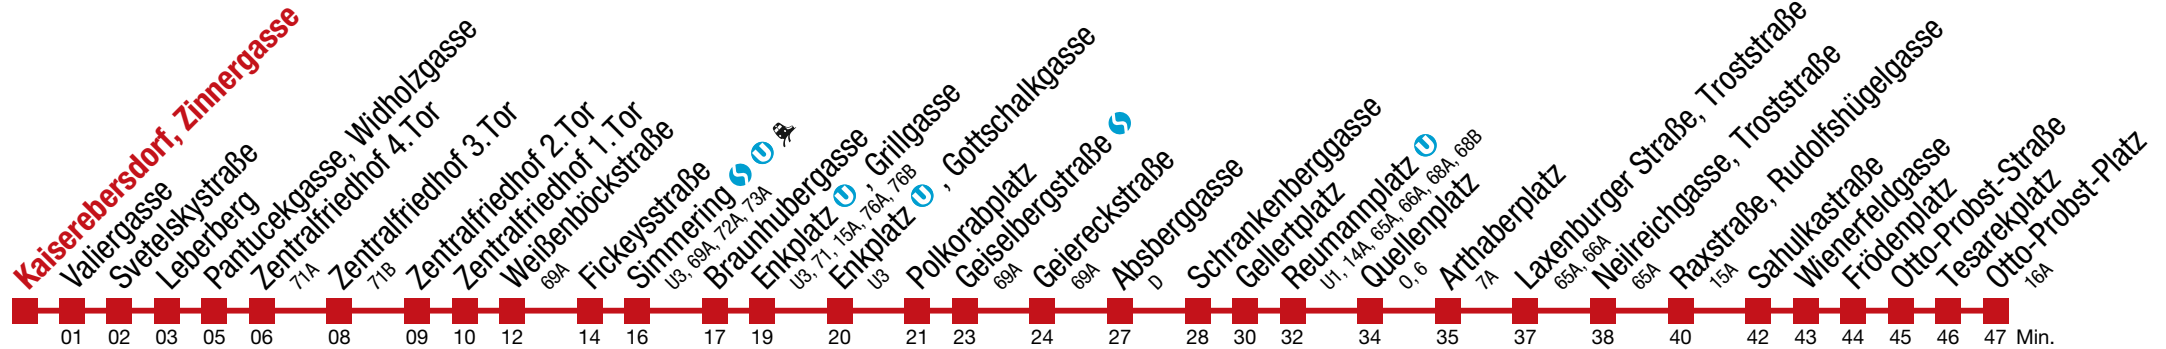 Kaiserebersdorf, Zinnergasse
Valiergasse
Svetelskystraße
Leberberg
Pantucekgasse, Widholzgasse
Zentralfriedhof 4. Tor
71A
Zentralfriedhof 3. Tor
71B
Zentralfriedhof 2. Tor
Zentralfriedhof 1. Tor
Weißenböckstraße
69A
Fickeysstraße
Simmering S U
U3, 69A, 72A, 73A
Braunhubergasse
Enkplatz U , Grillgasse
U3, 71, 15A, 76A, 76B
Enkplatz U , Gottschalkgasse
U3
Polkorabplatz
Geiselbergstraße S
69A
Geiereckstraße
69A
Absberggasse
D
Schrankenberggasse
Gellertplatz
Reumannplatz U
U1, 14A, 65A, 66A, 68A, 68B
Quellenplatz
O, 6
Arthaberplatz
7A
Laxenburger Straße, Troststraße
65A, 66A
Neilreichgasse, Troststraße
65A
Raxstraße, Rudolfshügelgasse
15A
Sahulkastraße
Wienerfeldgasse
Frödenplatz
Otto-Probst-Straße
Tesarekplatz
Otto-Probst-Platz
16A
01 02 03 05 06 08 09 10 12 14 16 17 19 20 21 23 24 27 28 30 32 34 35 37 38 40 42 43 44 45 46 47 Min.